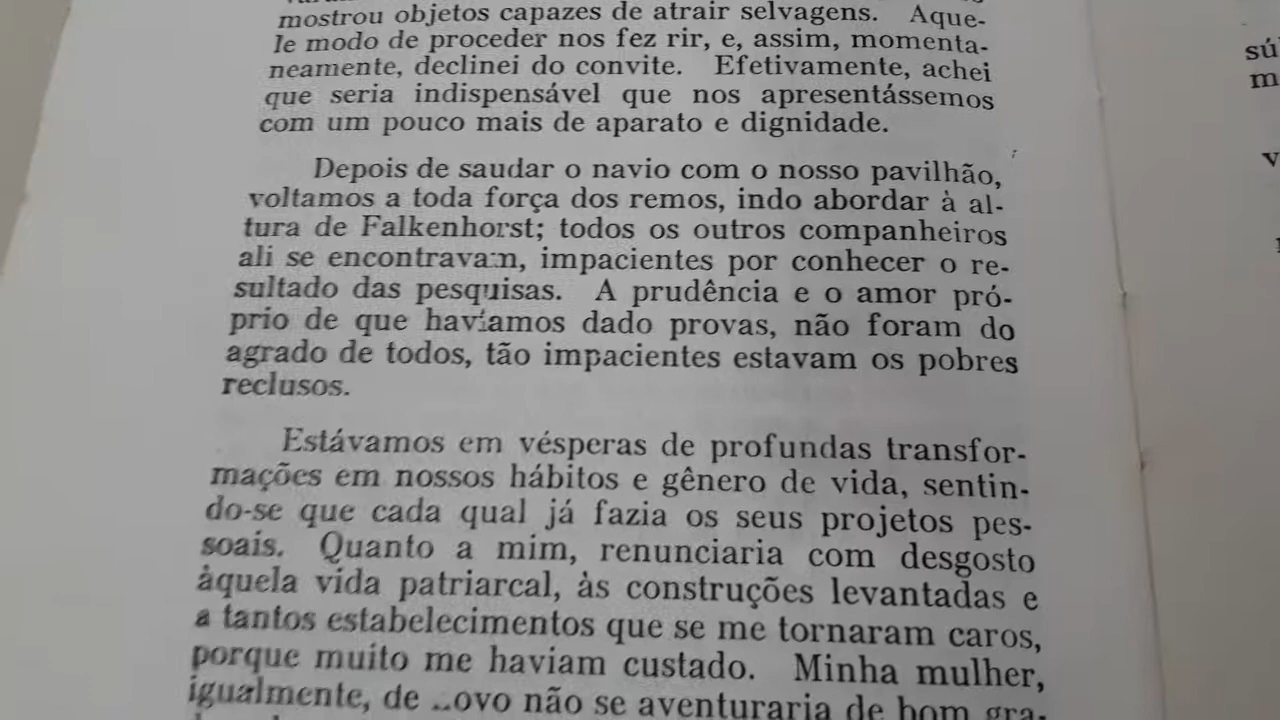 mostrou objetos capazes de atrair selvagens. Aque-
le modo de proceder nos fez rir, e, assim, momenta-
neamente, declinei do convite. Efetivamente, achei
que seria indispensável que nos apresentássemos
com um pouco mais de aparato e dignidade.
Depois de saudar o navio com o nosso pavilhão,
voltamos a toda força dos remos, indo abordar à al-
tura de Falkenhorst; todos os outros companheiros
ali se encontravam, impacientes por conhecer o re-
sultado das pesquisas. A prudência e o amor pró-
prio de que havíamos dado provas, não foram do
agrado de todos, tão impacientes estavam os pobres
reclusos.
Estávamos em vésperas de profundas transfor-
mações em nossos hábitos e gênero de vida, sentin-
do-se que cada qual já fazia os seus projetos pes-
soais. Quanto a mim, renunciaria com desgosto
àquela vida patriarcal, às construções levantadas e
a tantos estabelecimentos que se me tornaram caros,
porque muito me haviam custado. Minha mulher,
igualmente, de ..ovo não se aventuraria de bom gra-
sú
m
v